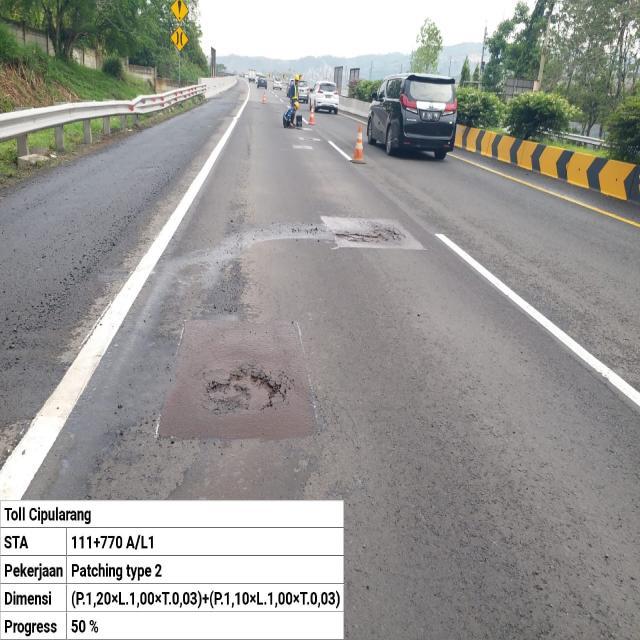 Toll Cipularang
STA 111+770 A/L1
Pekerjaan Patching type 2
Dimensi (P.1,20×L.1,00×T.0,03)+(P.1,10×L.1,00×T.0,03)
Progress 50 %